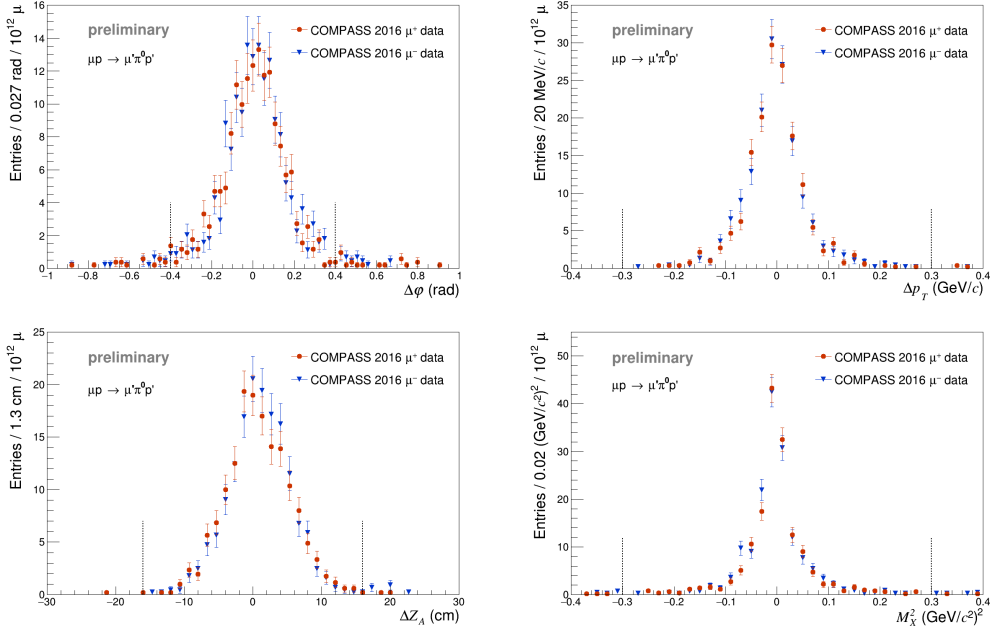 preliminary
COMPASS 2016 μ⁺ data
COMPASS 2016 μ⁻ data
μp → μ'π⁰p'
Entries / 0.027 rad / 10¹² μ
16
14
12
10
8
6
4
2
0
−1 −0.8 −0.6 −0.4 −0.2 0 0.2 0.4 0.6 0.8 1
Δφ (rad)
preliminary
COMPASS 2016 μ⁺ data
COMPASS 2016 μ⁻ data
μp → μ'π⁰p'
Entries / 20 MeV/c / 10¹² μ
35
30
25
20
15
10
5
0
−0.4 −0.3 −0.2 −0.1 0 0.1 0.2 0.3 0.4
Δp_T (GeV/c)
preliminary
COMPASS 2016 μ⁺ data
COMPASS 2016 μ⁻ data
μp → μ'π⁰p'
Entries / 1.3 cm / 10¹² μ
25
20
15
10
5
0
−30 −20 −10 0 10 20 30
ΔZ_A (cm)
preliminary
COMPASS 2016 μ⁺ data
COMPASS 2016 μ⁻ data
μp → μ'π⁰p'
Entries / 0.02 (GeV/c²)² / 10¹² μ
50
40
30
20
10
0
−0.4 −0.3 −0.2 −0.1 0 0.1 0.2 0.3 0.4
M²_X (GeV/c²)²